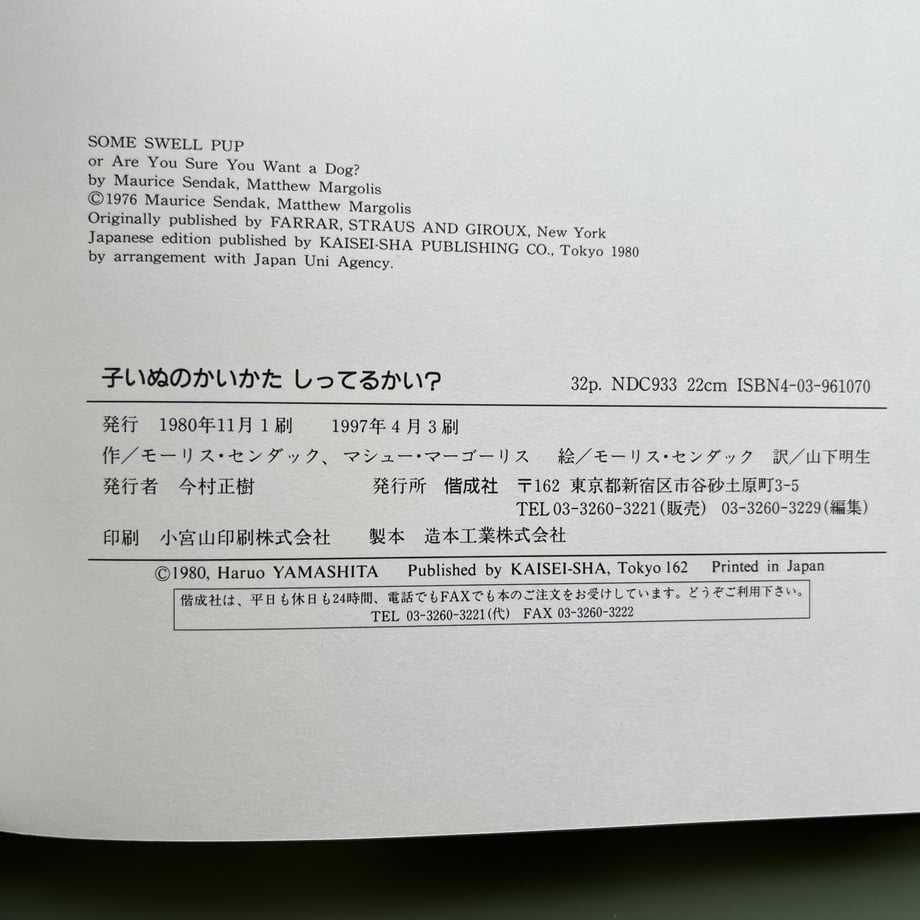 SOME SWELL PUP
or Are You Sure You Want a Dog?
by Maurice Sendak, Matthew Margolis
©1976 Maurice Sendak, Matthew Margolis
Originally published by FARRAR, STRAUS AND GIROUX, New York
Japanese edition published by KAISEI-SHA PUBLISHING CO., Tokyo 1980
by arrangement with Japan Uni Agency.
子いぬのかいかた しってるかい? 32p. NDC933 22cm ISBN4-03-961070
発行 1980年11月1刷 1997年4月3刷
作/モーリス・センダック、マシュー・マーゴーリス 絵/モーリス・センダック 訳/山下明生
発行者 今村正樹 発行所 偕成社 〒162 東京都新宿区市谷砂土原町3-5
TEL 03-3260-3221(販売) 03-3260-3229(編集)
印刷 小宮山印刷株式会社 製本 造本工業株式会社
©1980, Haruo YAMASHITA Published by KAISEI-SHA, Tokyo 162 Printed in Japan
偕成社は、平日も休日も24時間、電話でもFAXでも本のご注文をお受けしています。どうぞご利用下さい。
TEL 03-3260-3221(代) FAX 03-3260-3222